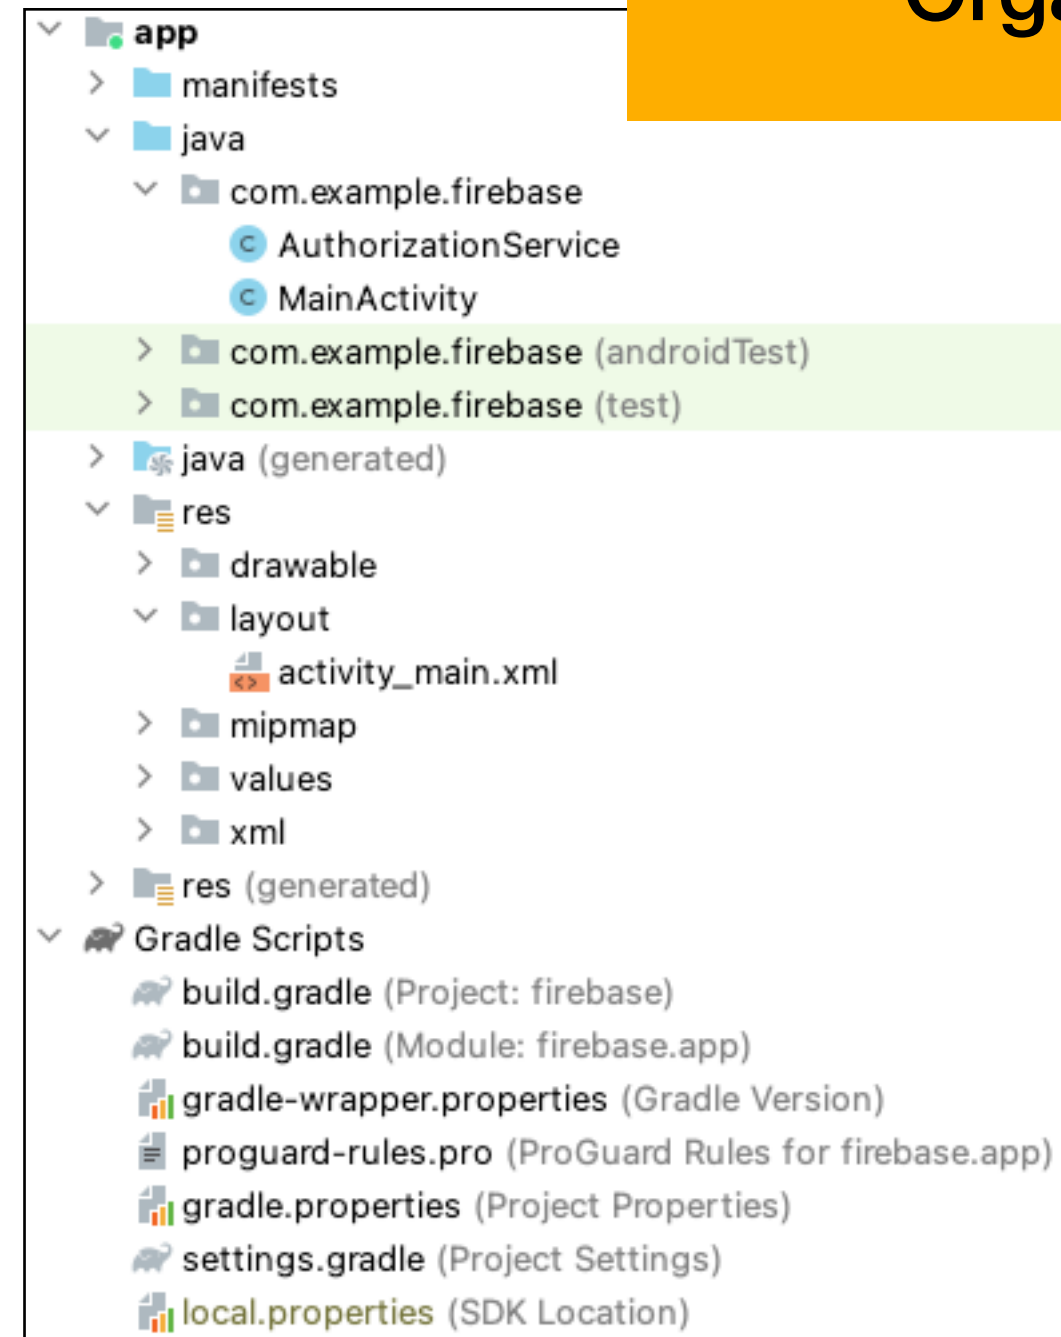 app
manifests
java
com.example.firebase
AuthorizationService
MainActivity
com.example.firebase (androidTest)
com.example.firebase (test)
java (generated)
res
drawable
layout
activity_main.xml
mipmap
values
xml
res (generated)
Gradle Scripts
build.gradle (Project: firebase)
build.gradle (Module: firebase.app)
gradle-wrapper.properties (Gradle Version)
proguard-rules.pro (ProGuard Rules for firebase.app)
gradle.properties (Project Properties)
settings.gradle (Project Settings)
local.properties (SDK Location)